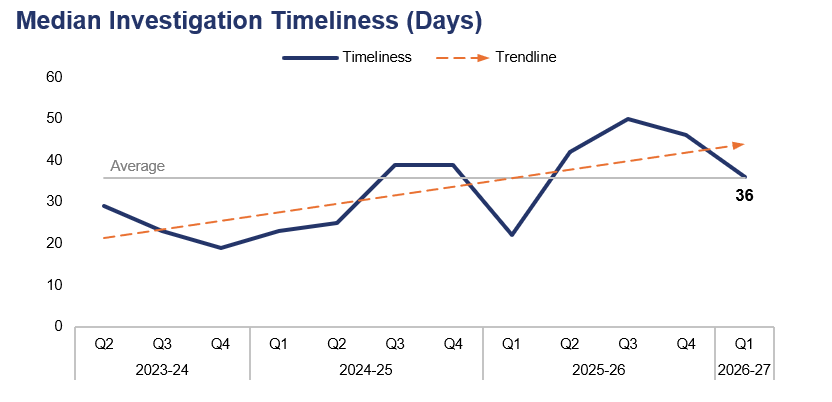 Median Investigation Timeliness (Days)
Timeliness Trendline
60
50
40
30
20
10
0
Average
36
Q2 Q3 Q4 Q1 Q2 Q3 Q4 Q1 Q2 Q3 Q4 Q1
2023-24 2024-25 2025-26 2026-27